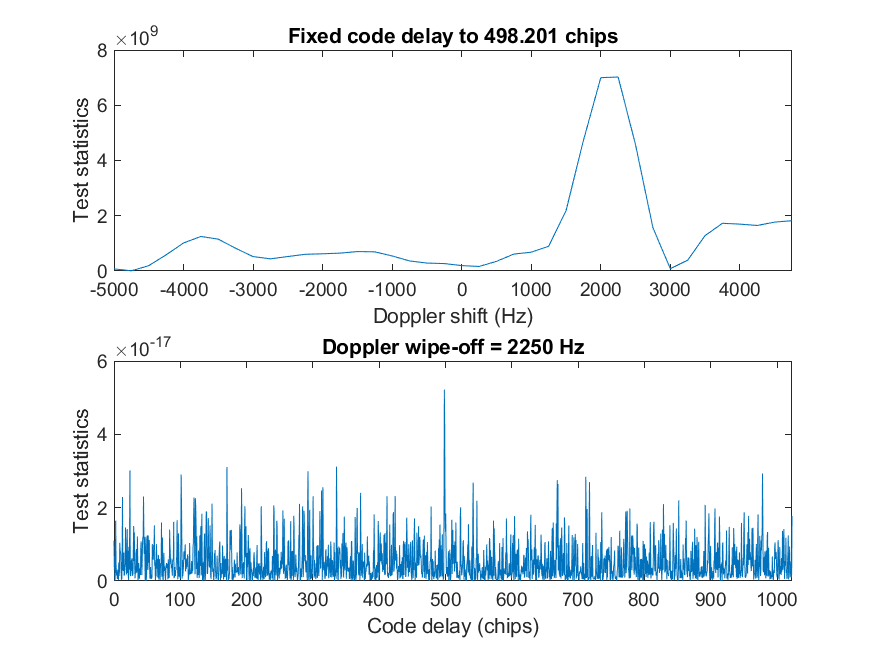 ×10^9
Fixed code delay to 498.201 chips
8
6
4
2
0
Test statistics
-5000 -4000 -3000 -2000 -1000 0 1000 2000 3000 4000
Doppler shift (Hz)
×10^-17
Doppler wipe-off = 2250 Hz
6
4
2
0
Test statistics
0 100 200 300 400 500 600 700 800 900 1000
Code delay (chips)